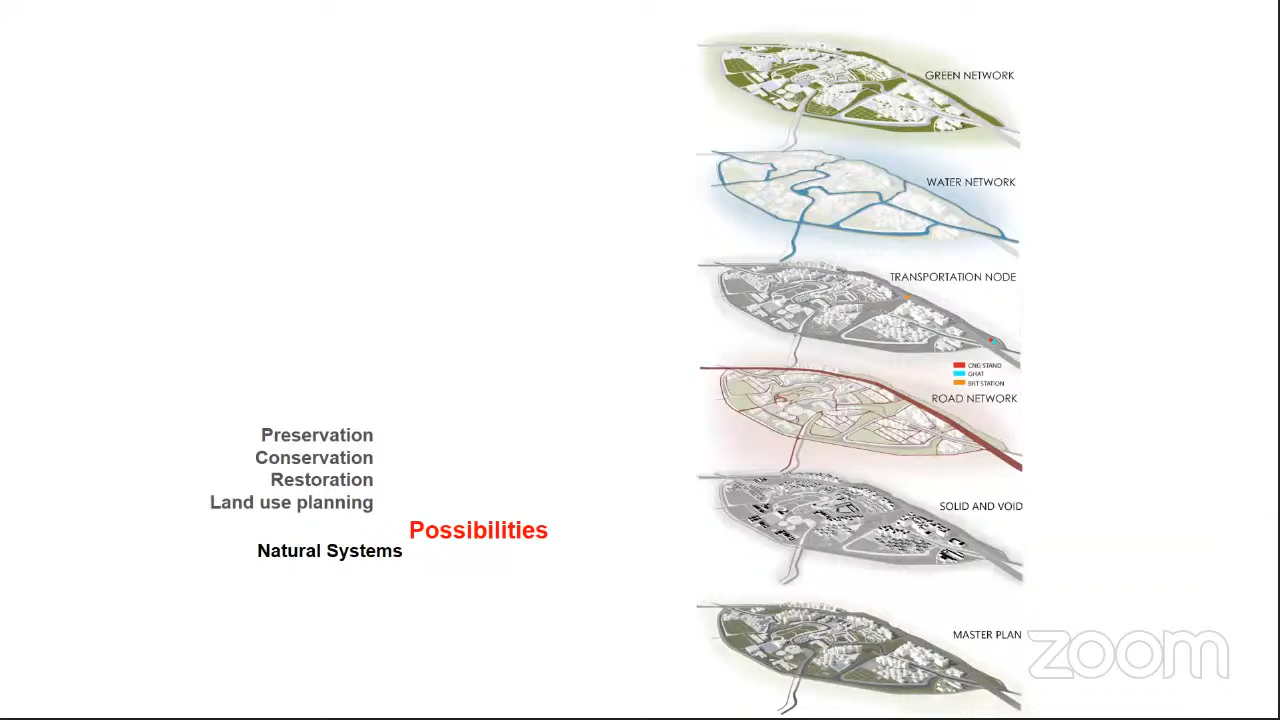 GREEN NETWORK
WATER NETWORK
TRANSPORTATION NODE
CNG STAND
GHAT
BRT STATION
ROAD NETWORK
Preservation
Conservation
Restoration
Land use planning
Possibilities
Natural Systems
SOLID AND VOID
MASTER PLAN
zoom